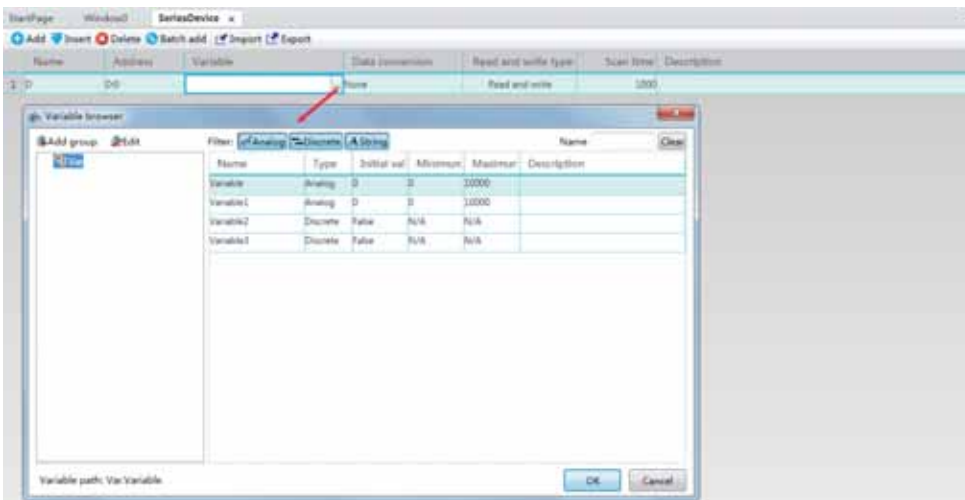 StartPage Window0 SeriesDevice x
Add Insert Delete Batch add Import Export
Name Address Variable Data conversion Read and write type Scan time Description
1 D D0 None Read and write 1000
Variable browser
Add group Edit Filter: Analog Discrete A String Name Clear
Name Type Initial val Minimun Maximur Description
Variable Analog 0 0 10000
Variable1 Analog 0 0 10000
Variable2 Discrete False N/A N/A
Variable3 Discrete False N/A N/A
Variable path: Var.Variable
OK Cancel